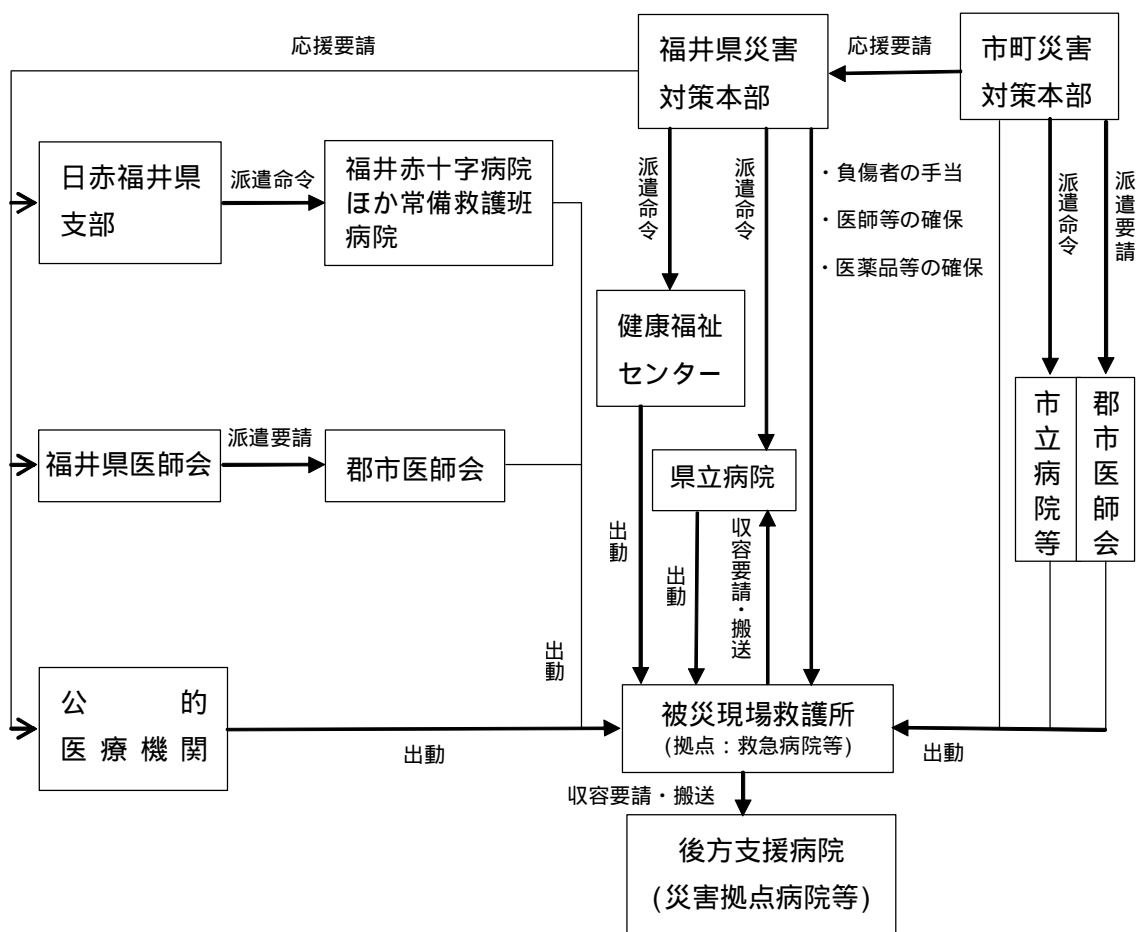 応援要請
福井県災害
対策本部
応援要請
市町災害
対策本部
日赤福井県
支部
派遣命令
福井赤十字病院
ほか常備救護班
病院
派遣命令
派遣命令
・負傷者の手当
・医師等の確保
・医薬品等の確保
派遣命令
派遣要請
健康福祉
センター
福井県医師会
派遣要請
郡市医師会
県立病院
市立病院等
郡市医師会
出動
出動
収容要請・搬送
出動
公的
医療機関
出動
被災現場救護所
(拠点：救急病院等)
出動
収容要請・搬送
後方支援病院
(災害拠点病院等)